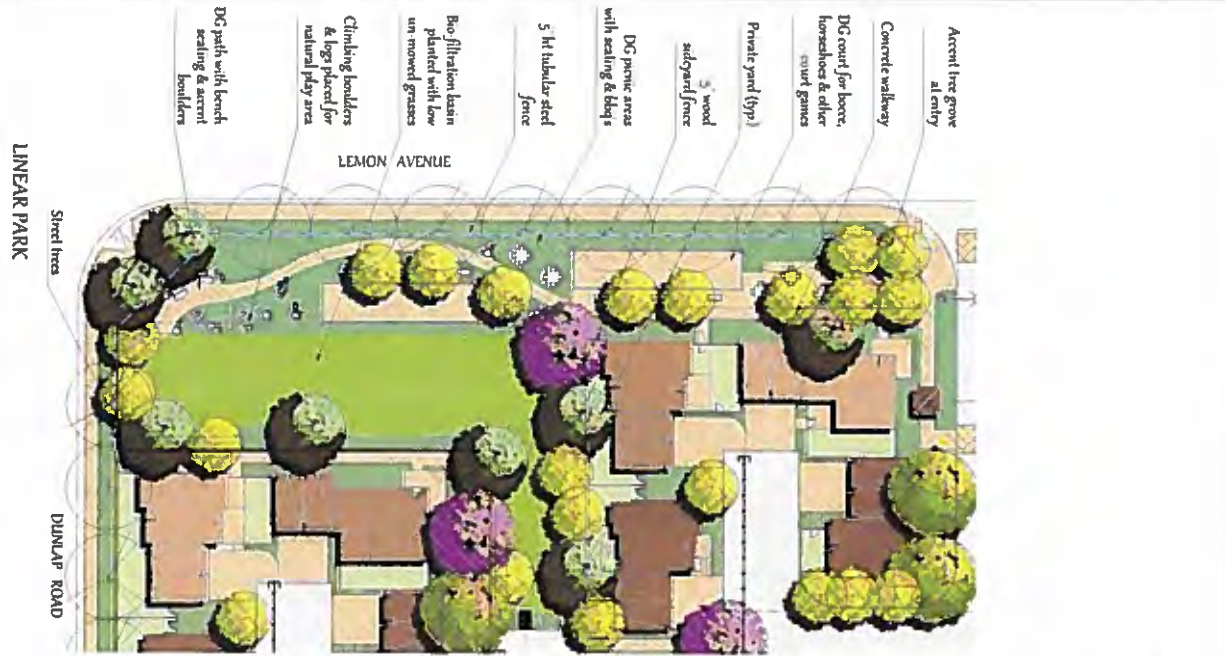 Accent tree grove
at entry
Concrete walkway
DG court for bocce,
horseshoes & other
court games
Private yard (typ.)
5' wood
sideyard fence
DG picnic areas
with seating & bbq's
5' ht tubular steel
fence
Bio-filtration basin
planted with low
un-mowed grasses
Climbing boulders
& logs placed for
natural play area
DG path with bench
seating & accent
boulders
LEMON AVENUE
Street trees
LINEAR PARK
DUNLAP ROAD